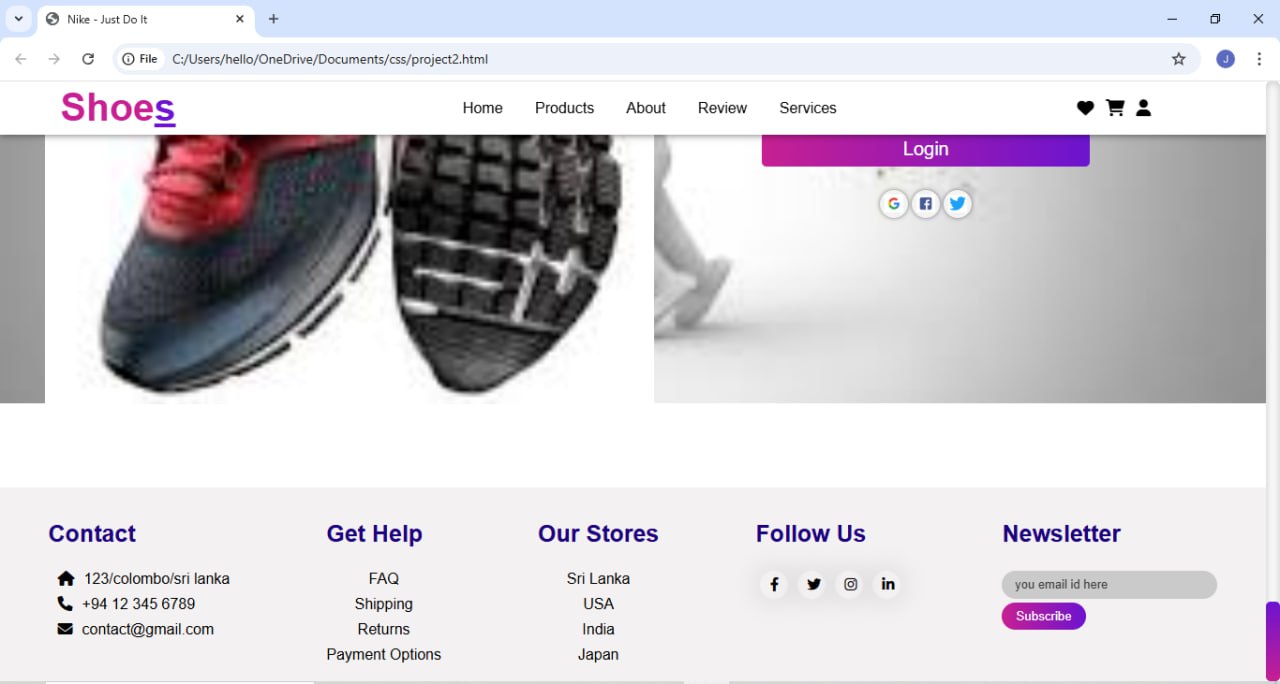 Nike - Just Do It
File
C:/Users/hello/OneDrive/Documents/css/project2.html
J
Shoes
Home
Products
About
Review
Services
Login
Contact
123/colombo/sri lanka
+94 12 345 6789
contact@gmail.com
Get Help
FAQ
Shipping
Returns
Payment Options
Our Stores
Sri Lanka
USA
India
Japan
Follow Us
Newsletter
you email id here
Subscribe